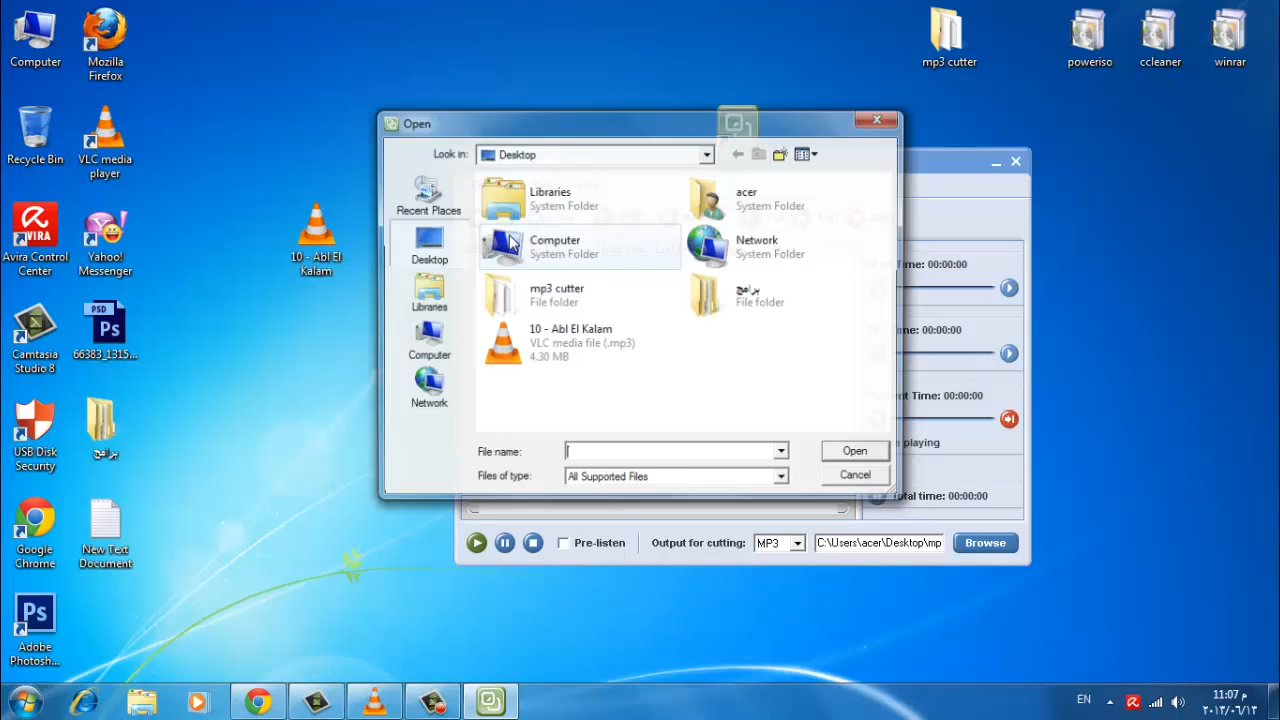 Computer
Mozilla
Firefox
mp3 cutter
poweriso
ccleaner
winrar
Recycle Bin
VLC media
player
Avira Control
Center
Yahoo!
Messenger
10 - Abl El
Kalam
Camtasia
Studio 8
PSD
66383_1315...
USB Disk
Security
برامج
Google
Chrome
New Text
Document
Ps
Adobe
Photosh...
Open
Look in:
Desktop
Recent Places
Desktop
Libraries
Computer
Network
Libraries
System Folder
acer
System Folder
Computer
System Folder
Network
System Folder
mp3 cutter
File folder
برامج
File folder
10 - Abl El Kalam
VLC media file (.mp3)
4.30 MB
File name:
Open
Files of type:
All Supported Files
Cancel
Time: 00:00:00
Time: 00:00:00
Time: 00:00:00
playing
Total time: 00:00:00
Pre-listen
Output for cutting:
MP3
C:\Users\acer\Desktop\mp
Browse
EN
11:07 م
٢٠١٣/٠٦/١٣